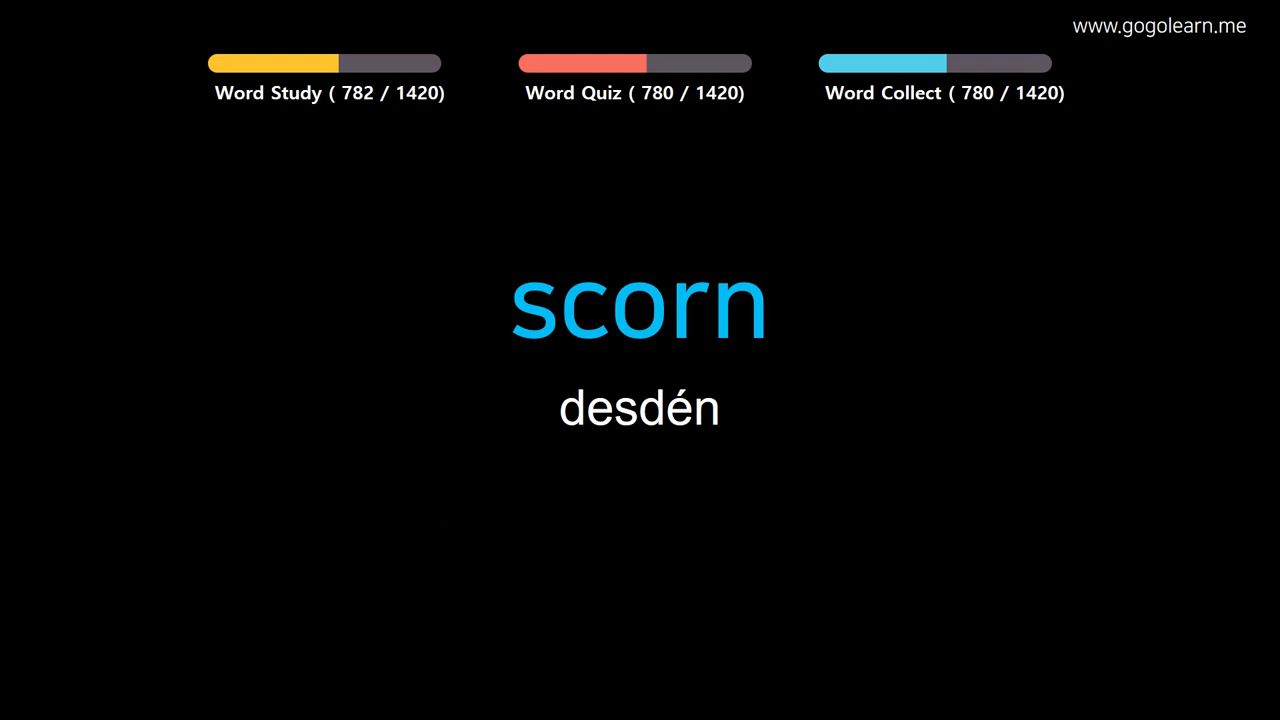 www.gogolearn.me
Word Study ( 782 / 1420)
Word Quiz ( 780 / 1420)
Word Collect ( 780 / 1420)
scorn
desdén